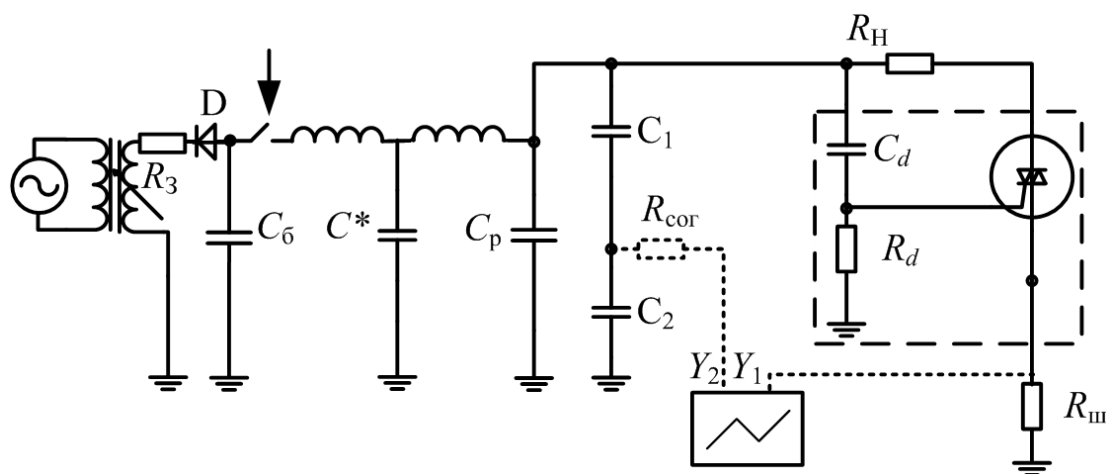 R_Н
D
C_1
C_d
R_З
R_сог
C_б
C*
C_р
R_d
C_2
Y_2 Y_1
R_ш